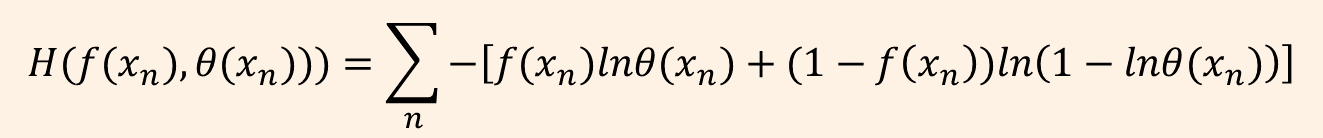 H(f(xₙ),θ(xₙ))) = ∑ₙ −[f(xₙ)lnθ(xₙ) + (1 − f(xₙ))ln(1 − lnθ(xₙ))]